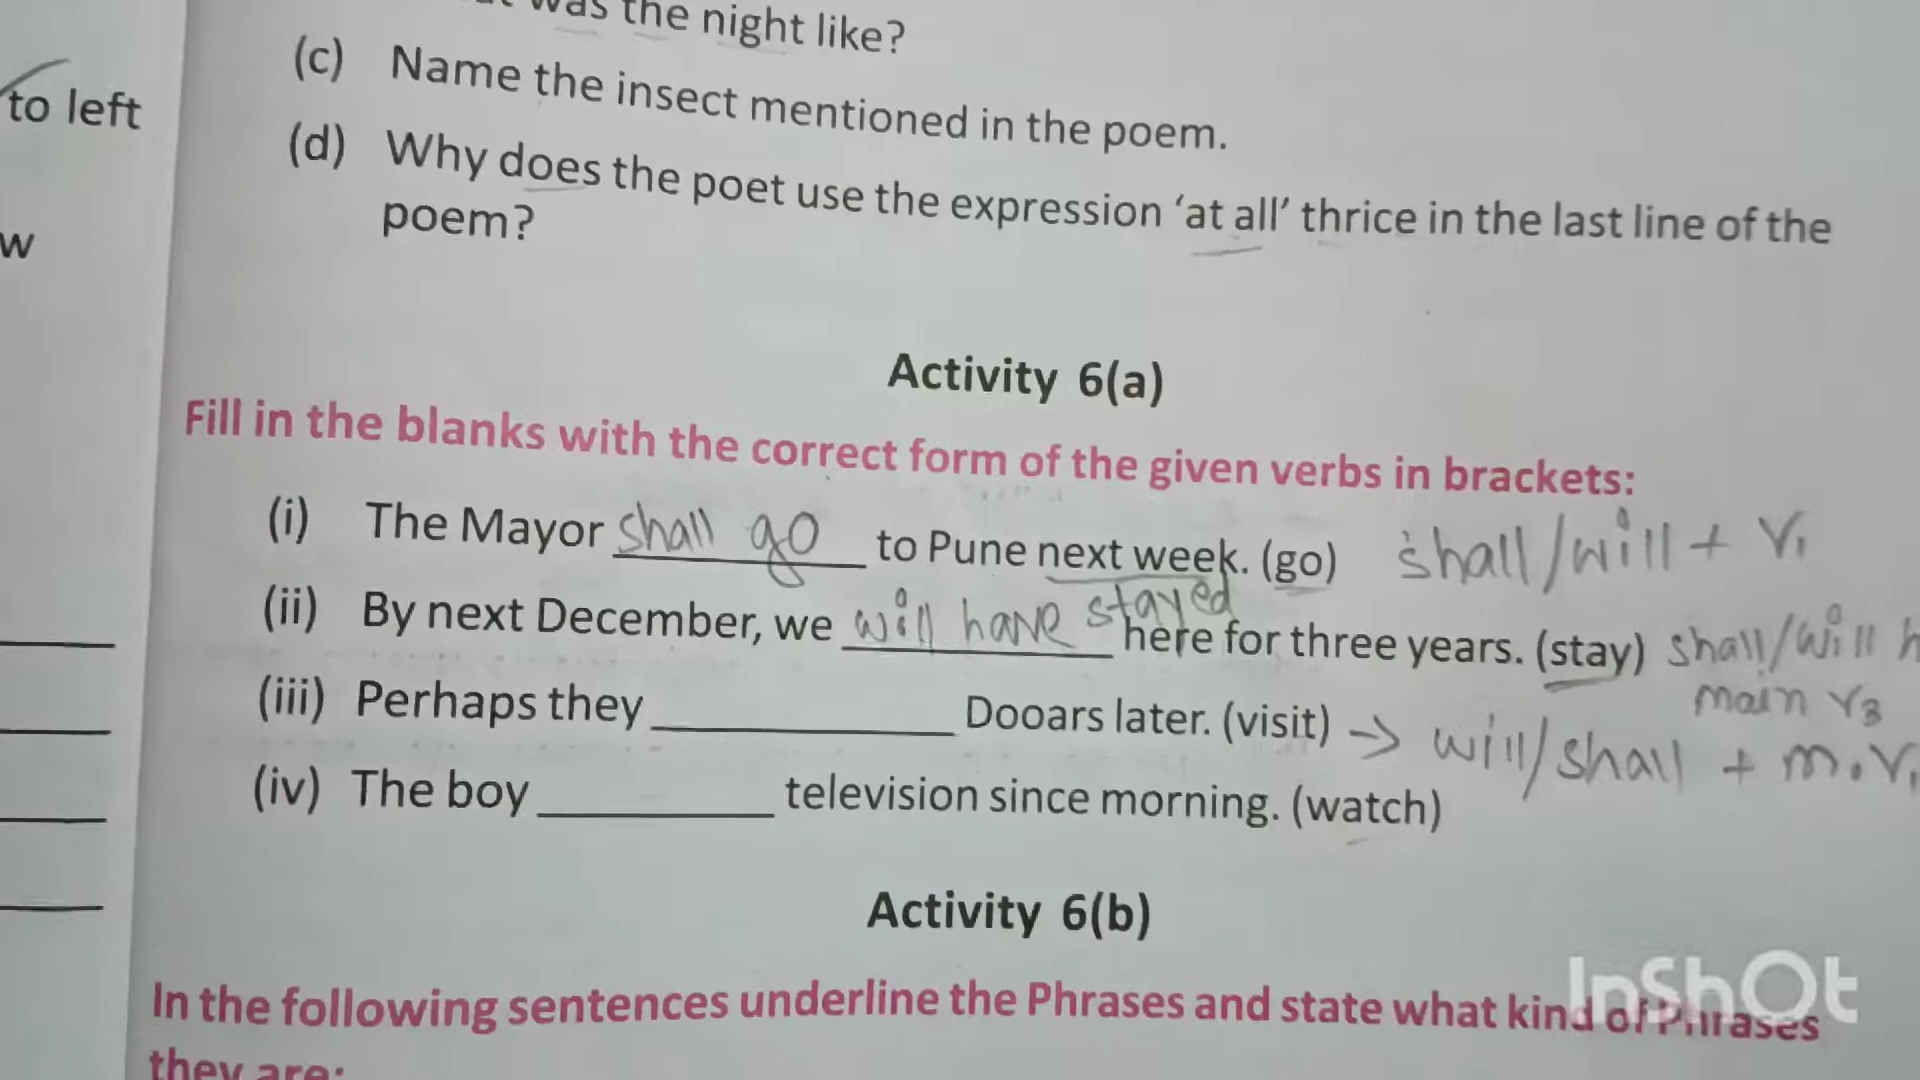 was the night like?
(c) Name the insect mentioned in the poem.
(d) Why does the poet use the expression ‘at all’ thrice in the last line of the
poem?
to left
w
Activity 6(a)
Fill in the blanks with the correct form of the given verbs in brackets:
(i) The Mayor shall go to Pune next week. (go) shall/will + V1
(ii) By next December, we will have stayed here for three years. (stay) shall/will h
main V3
(iii) Perhaps they ____________ Dooars later. (visit) → will/shall + m.V1
(iv) The boy __________ television since morning. (watch)
Activity 6(b)
In the following sentences underline the Phrases and state what kind of Phrases
they are:
InShOt